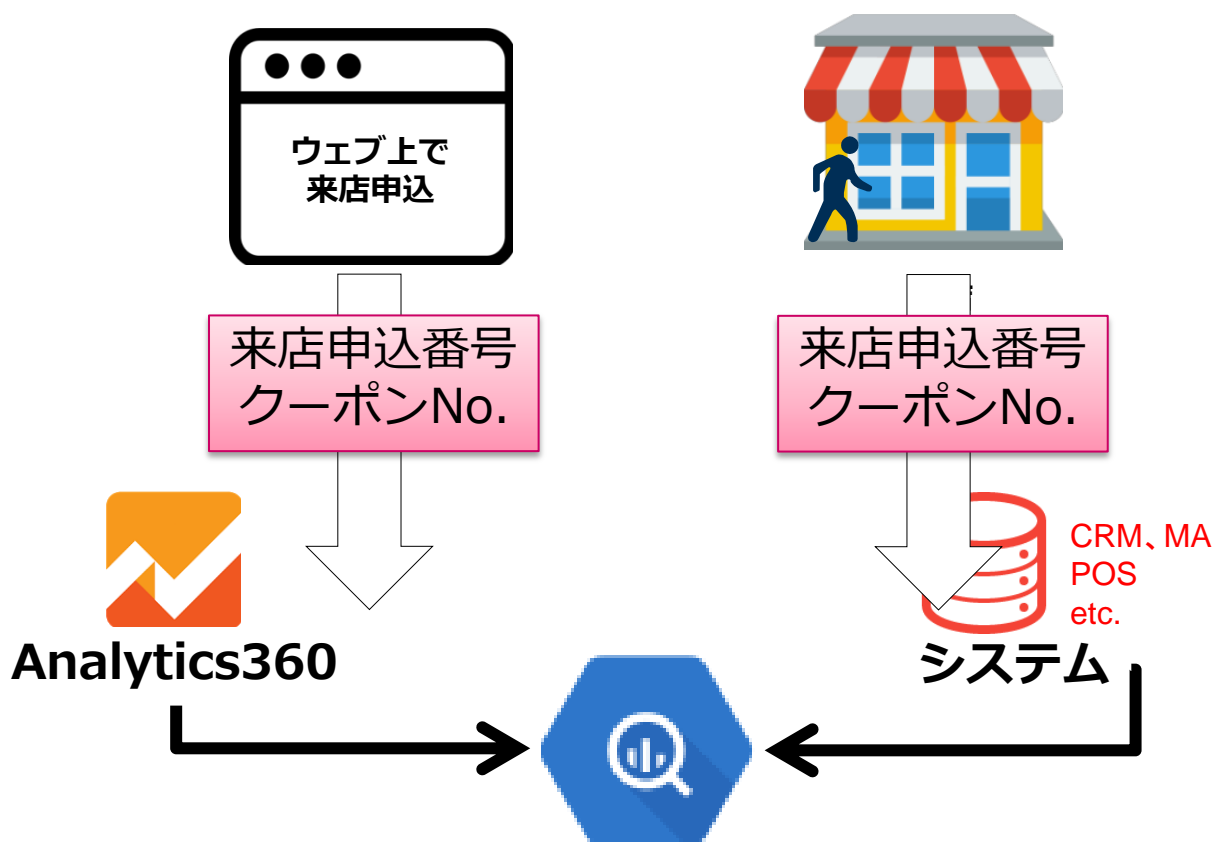 ウェブ上で
来店申込
来店申込番号
クーポンNo.
来店申込番号
クーポンNo.
Analytics360
CRM、MA
POS
etc.
システム